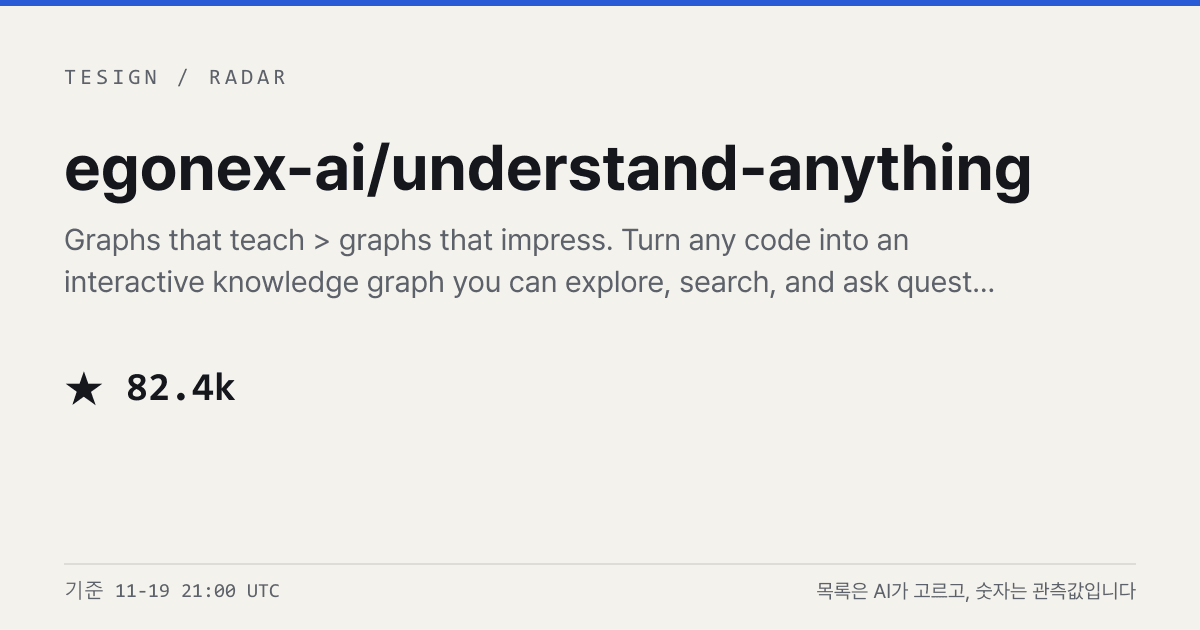 TESIGN / RADAR
egonex-ai/understand-anything
Graphs that teach > graphs that impress. Turn any code into an
interactive knowledge graph you can explore, search, and ask quest...
★ 82.4k
기준 11-19 21:00 UTC
목록은 AI가 고르고, 숫자는 관측값입니다